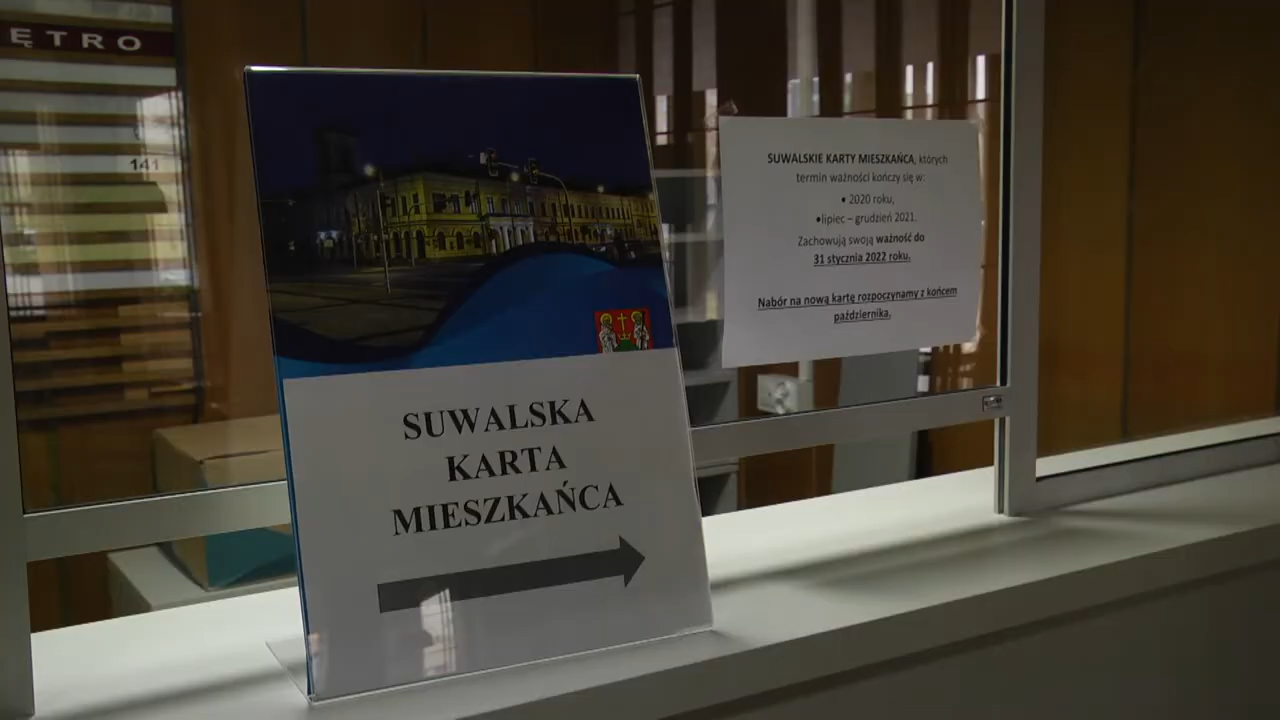 ĘTRO
141
SUWALSKA
KARTA
MIESZKAŃCA
SUWALSKIE KARTY MIESZKAŃCA, których
termin ważności kończy się w:
• 2020 roku,
•lipiec – grudzień 2021.
Zachowują swoją ważność do
31 stycznia 2022 roku.
Nabór na nową kartę rozpoczynamy z końcem
października.